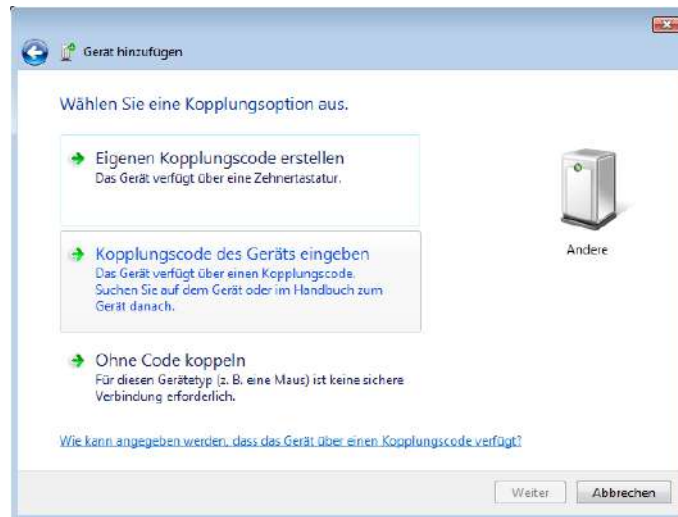 Gerät hinzufügen
Wählen Sie eine Kopplungsoption aus.
Eigenen Kopplungscode erstellen
Das Gerät verfügt über eine Zehnertastatur.
Kopplungscode des Geräts eingeben
Das Gerät verfügt über einen Kopplungscode.
Suchen Sie auf dem Gerät oder im Handbuch zum
Gerät danach.
Andere
Ohne Code koppeln
Für diesen Gerätetyp (z. B. eine Maus) ist keine sichere
Verbindung erforderlich.
Wie kann angegeben werden, dass das Gerät über einen Kopplungscode verfügt?
Weiter
Abbrechen